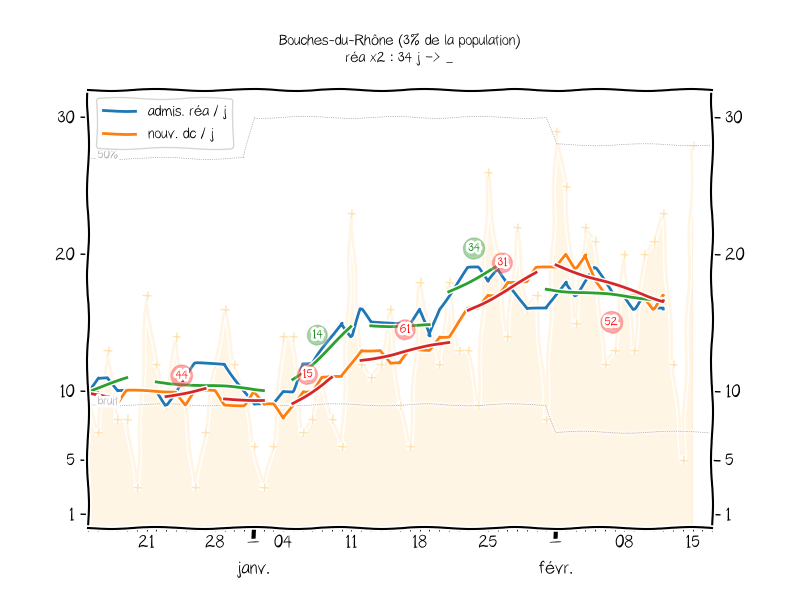 Bouches-du-Rhône (3% de la population)
réa x2 : 34 j -> _
admis. réa / j
nouv. dc / j
50%
bruit
30
20
10
5
1
30
20
10
5
1
34
31
14
61
52
44
15
21 28 04 11 18 25 08 15
janv. févr.